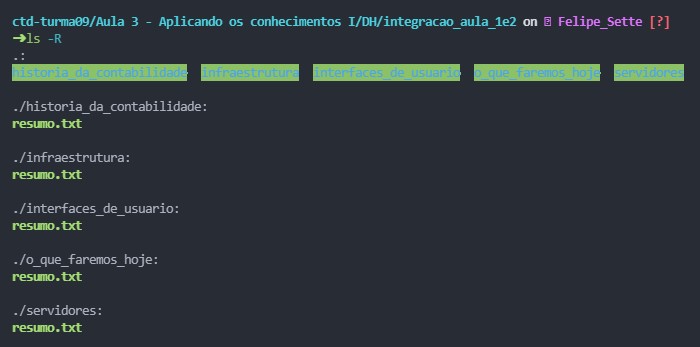 ctd-turma09/Aula 3 - Aplicando os conhecimentos I/DH/integracao_aula_1e2 on Felipe_Sette [?]
➜ls -R
.:
historia_da_contabilidade infraestrutura interfaces_de_usuario o_que_faremos_hoje servidores
./historia_da_contabilidade:
resumo.txt
./infraestrutura:
resumo.txt
./interfaces_de_usuario:
resumo.txt
./o_que_faremos_hoje:
resumo.txt
./servidores:
resumo.txt